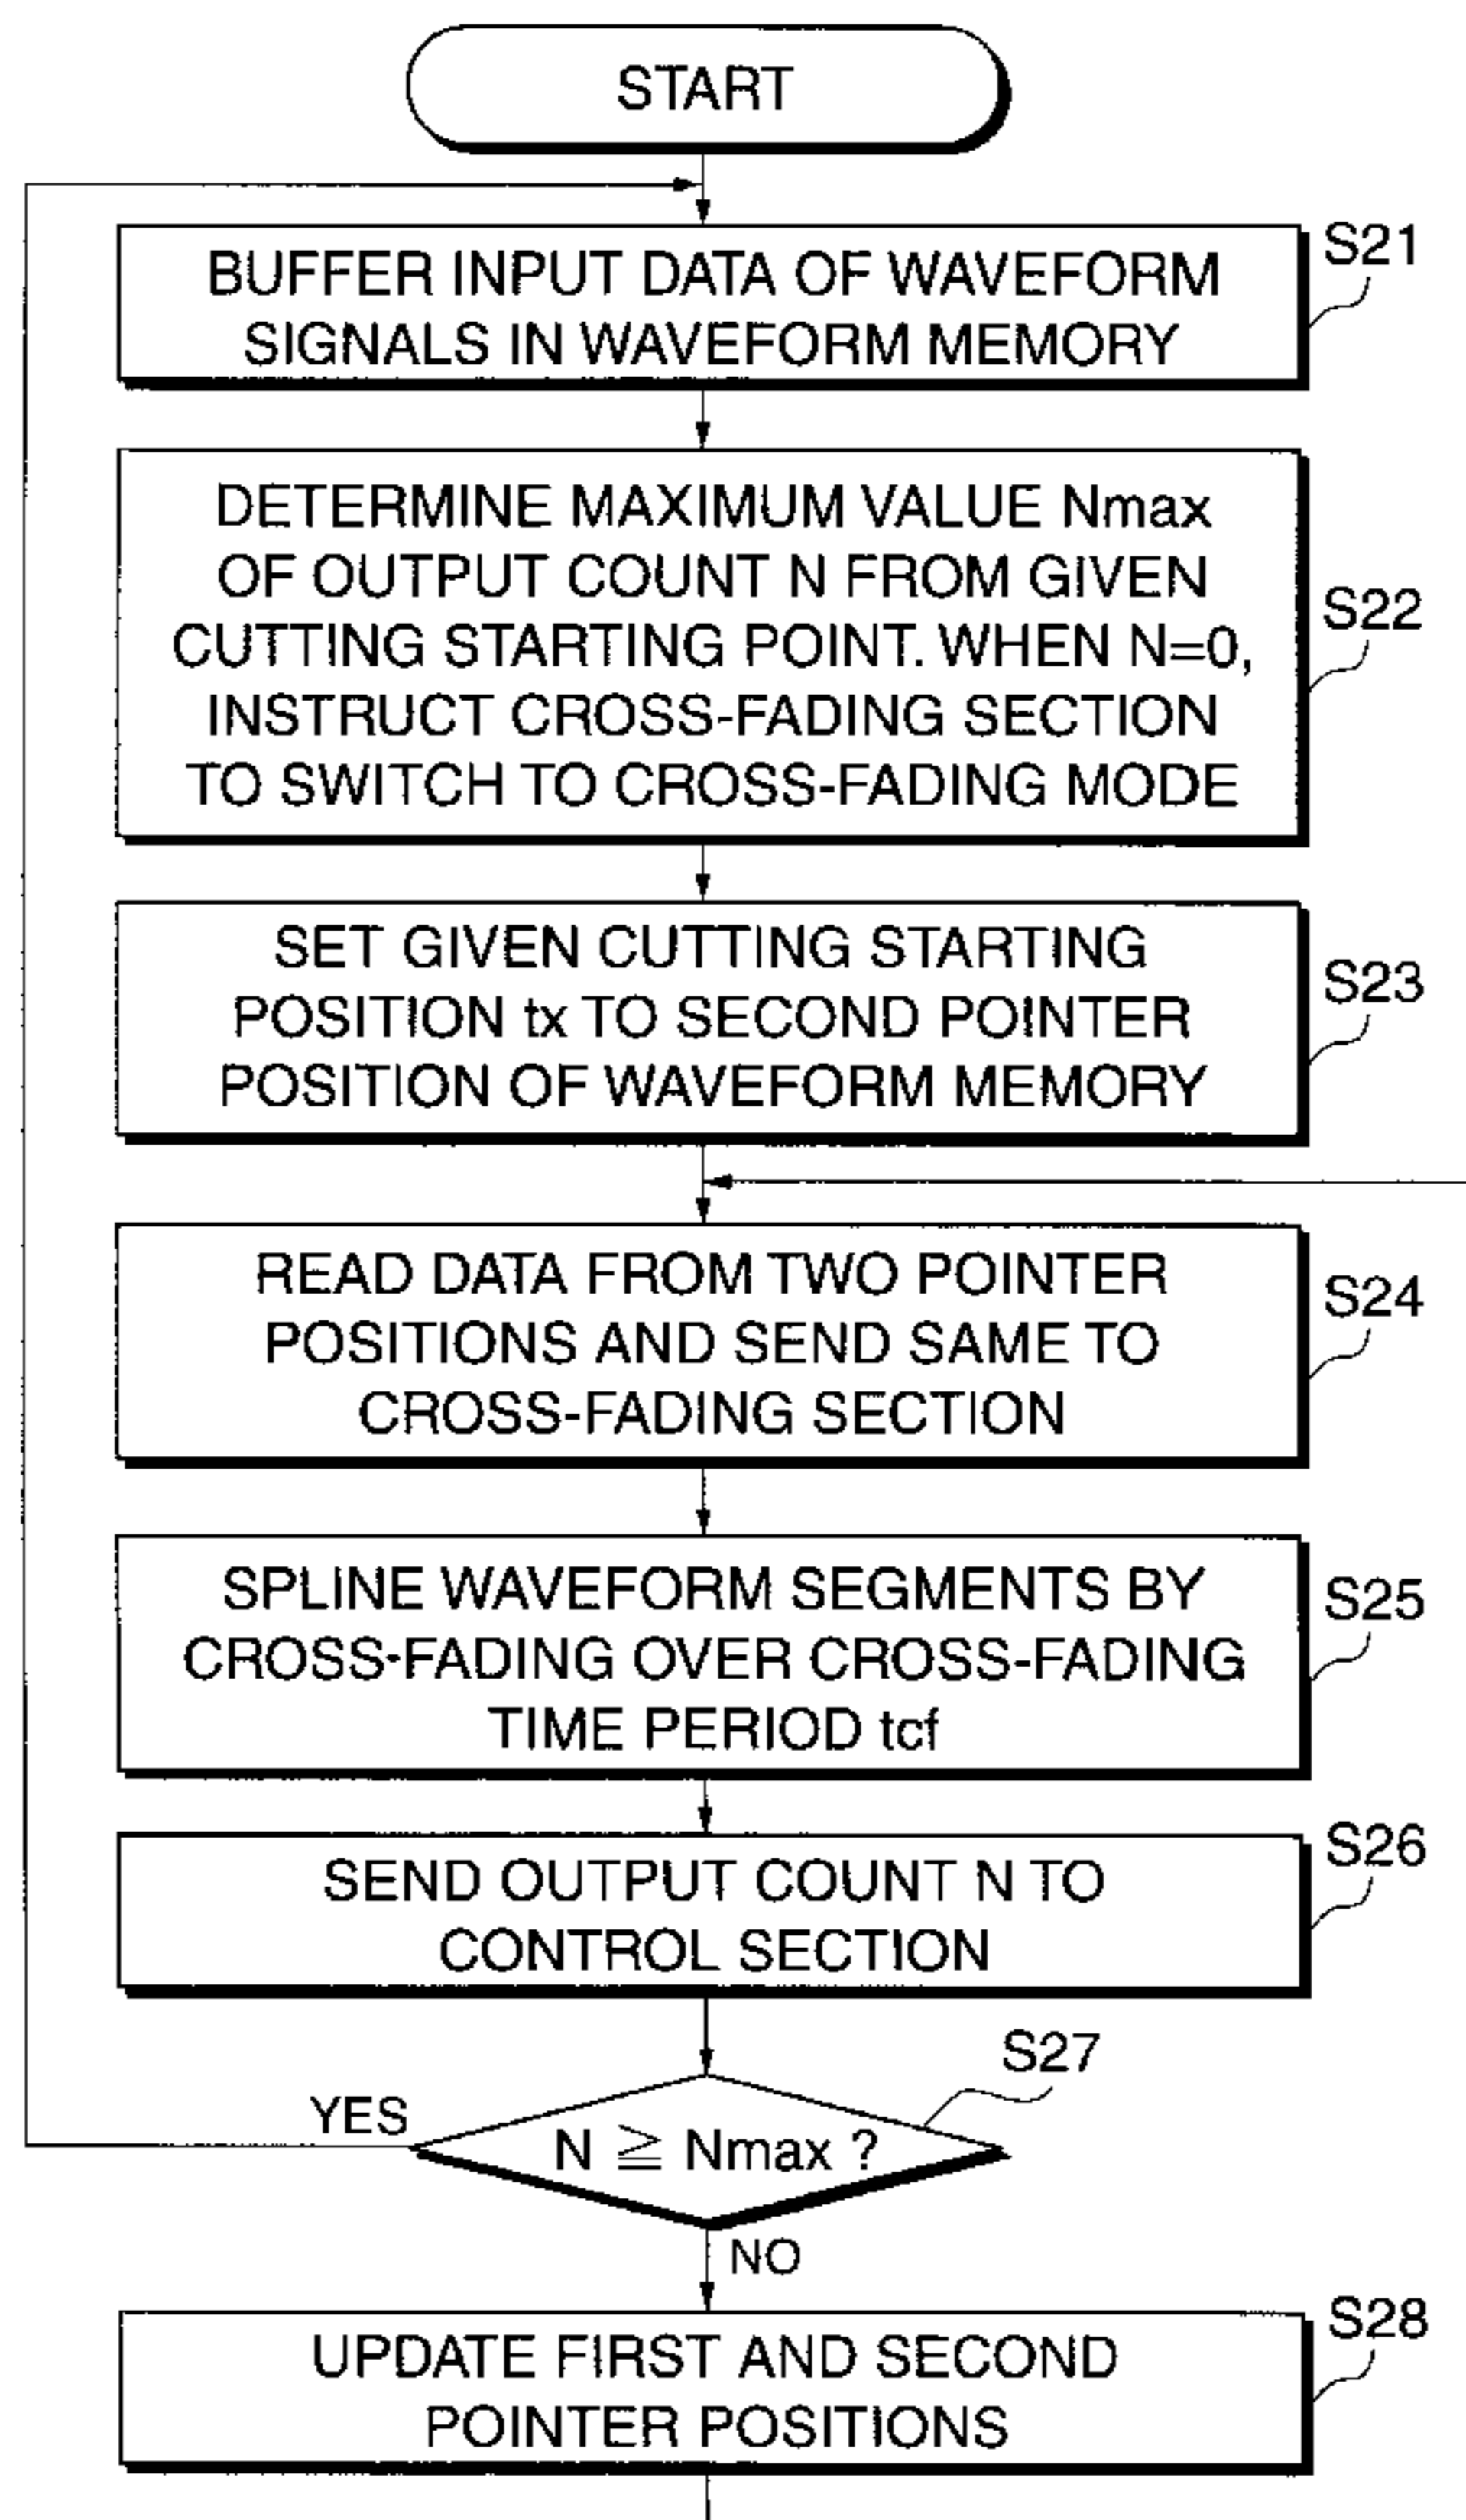 START
BUFFER INPUT DATA OF WAVEFORM
SIGNALS IN WAVEFORM MEMORY
S21
DETERMINE MAXIMUM VALUE Nmax
OF OUTPUT COUNT N FROM GIVEN
CUTTING STARTING POINT. WHEN N=0,
INSTRUCT CROSS-FADING SECTION
TO SWITCH TO CROSS-FADING MODE
S22
SET GIVEN CUTTING STARTING
POSITION tx TO SECOND POINTER
POSITION OF WAVEFORM MEMORY
S23
READ DATA FROM TWO POINTER
POSITIONS AND SEND SAME TO
CROSS-FADING SECTION
S24
SPLINE WAVEFORM SEGMENTS BY
CROSS-FADING OVER CROSS-FADING
TIME PERIOD tcf
S25
SEND OUTPUT COUNT N TO
CONTROL SECTION
S26
S27
YES
N ≧ Nmax ?
NO
UPDATE FIRST AND SECOND
POINTER POSITIONS
S28